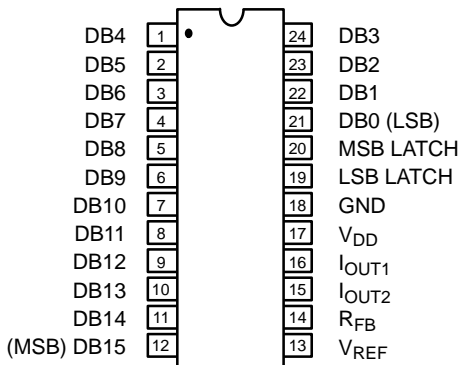 DB4 1 24 DB3
DB5 2 23 DB2
DB6 3 22 DB1
DB7 4 21 DB0 (LSB)
DB8 5 20 MSB LATCH
DB9 6 19 LSB LATCH
DB10 7 18 GND
DB11 8 17 VDD
DB12 9 16 IOUT1
DB13 10 15 IOUT2
DB14 11 14 RFB
(MSB) DB15 12 13 VREF